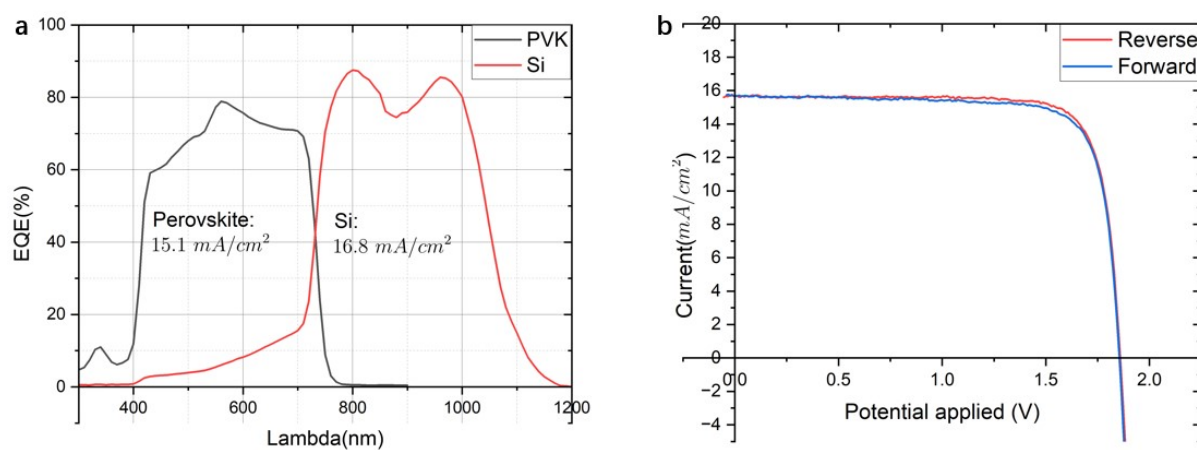 a
100
80
60
40
20
0
EQE(%)
PVK
Si
Perovskite:
15.1 mA/cm²
Si:
16.8 mA/cm²
400
600
800
1000
1200
Lambda(nm)
b
20
18
16
14
12
10
8
6
4
2
0
−2
−4
Current(mA/cm²)
Reverse
Forward
0.0
0.5
1.0
1.5
2.0
Potential applied (V)